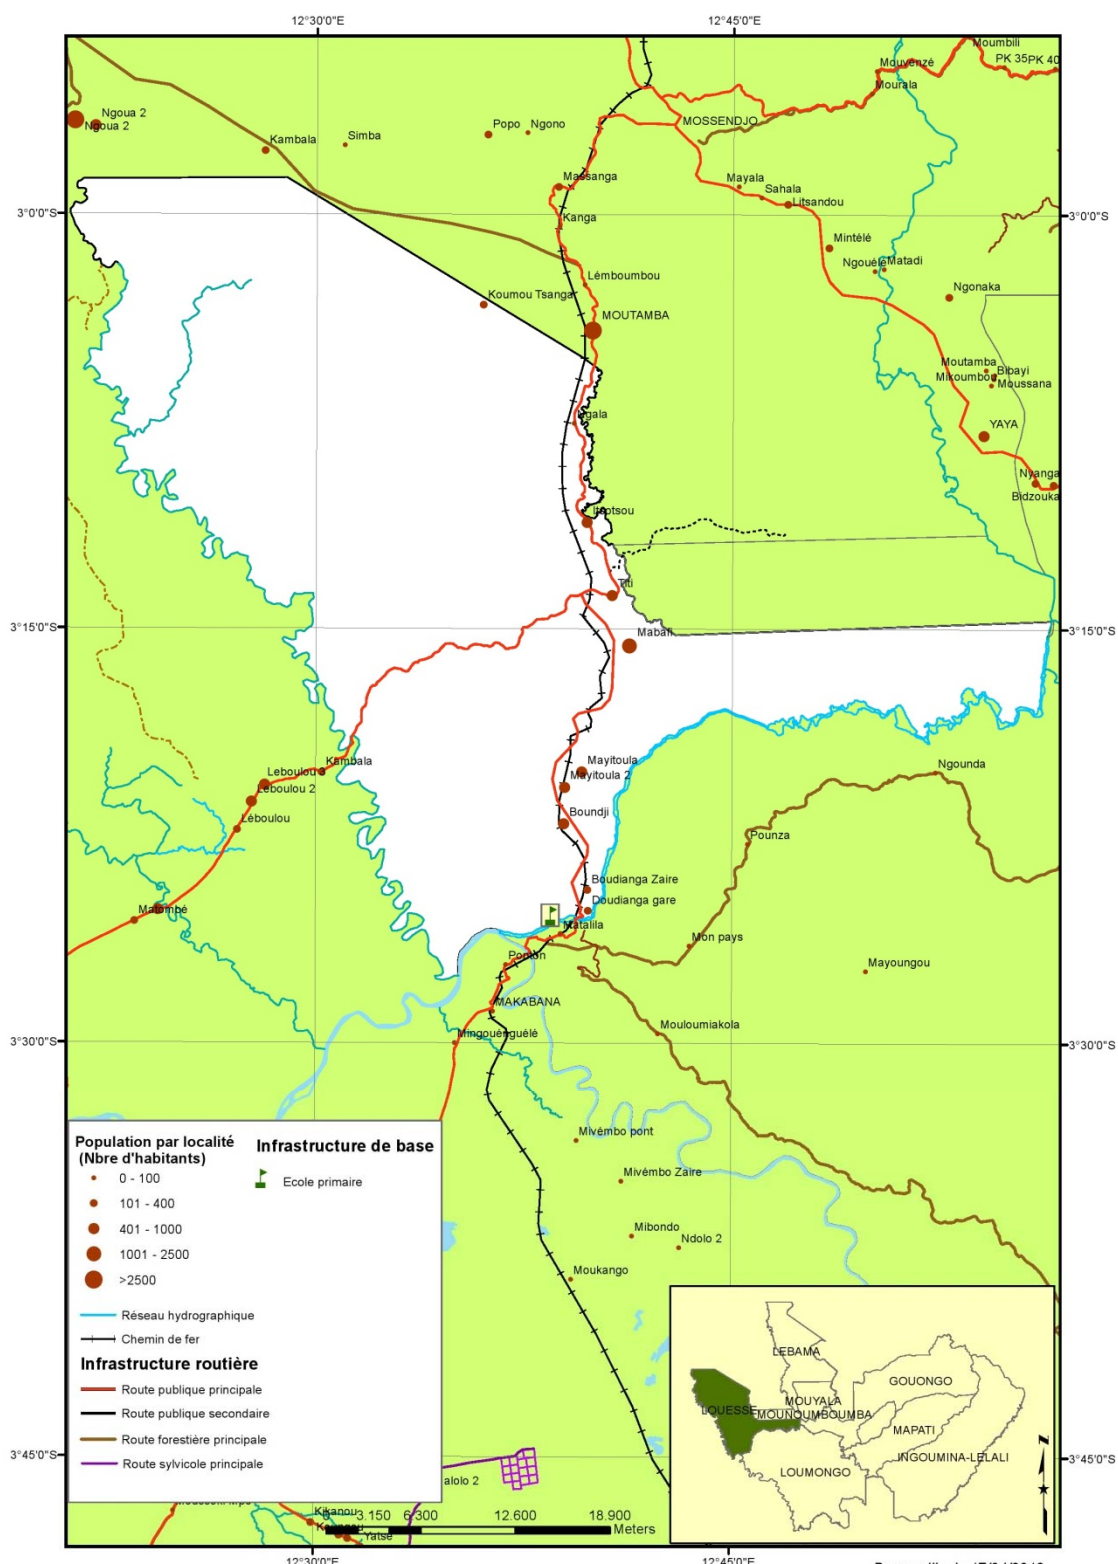 12°30'0"E
12°45'0"E
Moumbili
PK 35
PK 40
Mouvenzé
Mourala
Ngoua 2
Ngoua 2
MOSSENDJO
Popo
Ngono
Simba
Kambala
Massanga
Mayala
Sahala
Litsandou
3°0'0"S
3°0'0"S
Kanga
Mintélé
Ngouélé
Matadi
Lémboumbou
Koumou Tsanga
Ngonaka
MOUTAMBA
Moutamba
Bibayi
Mikoumbou
Moussana
YAYA
Nyanga
Bidzouka
Titi
3°15'0"S
3°15'0"S
Mabafi
Mayitoula
Mayitoula 2
Kambala
Leboulou 3
Leboulou 2
Léboulou
Ngounda
Boundji
Pounza
Boudianga Zaire
Doudianga gare
Matombé
Matalila
Mon pays
Ponton
Mayoungou
MAKABANA
Mouloumiakola
Mingouénguélé
3°30'0"S
3°30'0"S
Mivémbo pont
Mivémbo Zaire
Mibondo
Ndolo 2
Moukango
Population par localité
(Nbre d'habitants)
0 - 100
101 - 400
401 - 1000
1001 - 2500
>2500
Infrastructure de base
Ecole primaire
Réseau hydrographique
Chemin de fer
Infrastructure routière
Route publique principale
Route publique secondaire
Route forestière principale
Route sylvicole principale
LEBAMA
GOUONGO
MOUYALA
LOUESSE
MOUNOUMBOUMBA
MAPATI
INGOUMINA-LELALI
LOUMONGO
3°45'0"S
3°45'0"S
alolo 2
Kikanou
Yatsé
3.150 6.300 12.600 18.900
Meters
12°30'0"E
12°45'0"E